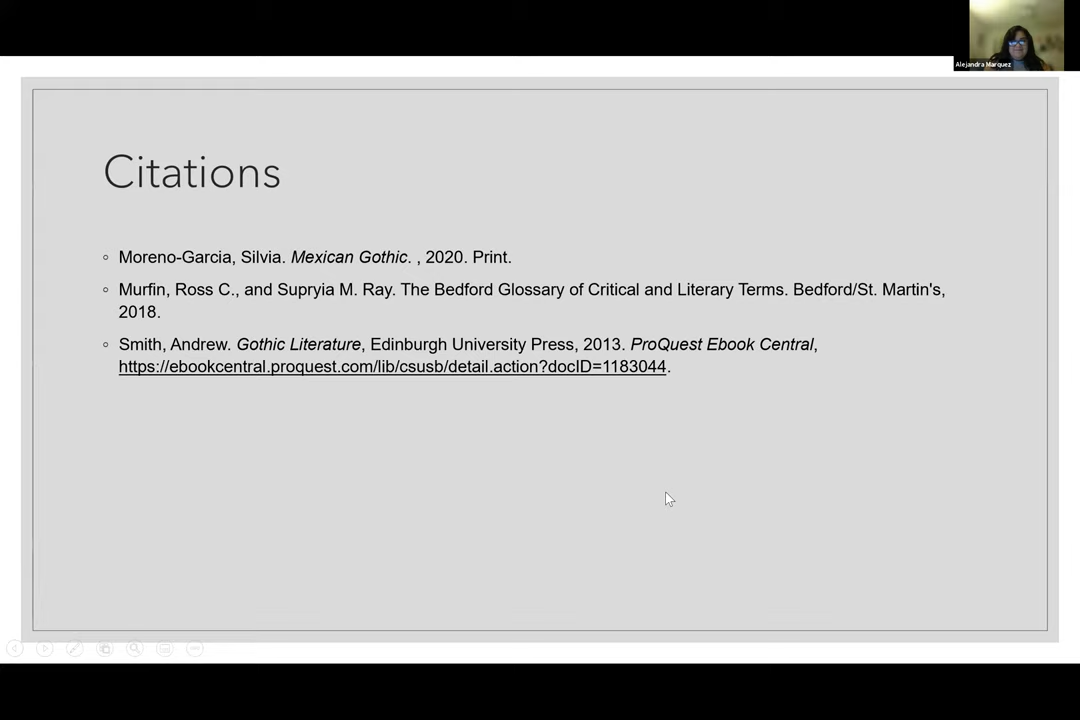 Alejandra Marquez
Citations
Moreno-Garcia, Silvia. Mexican Gothic. , 2020. Print.
Murfin, Ross C., and Supryia M. Ray. The Bedford Glossary of Critical and Literary Terms. Bedford/St. Martin's,
2018.
Smith, Andrew. Gothic Literature, Edinburgh University Press, 2013. ProQuest Ebook Central,
https://ebookcentral.proquest.com/lib/csusb/detail.action?docID=1183044.